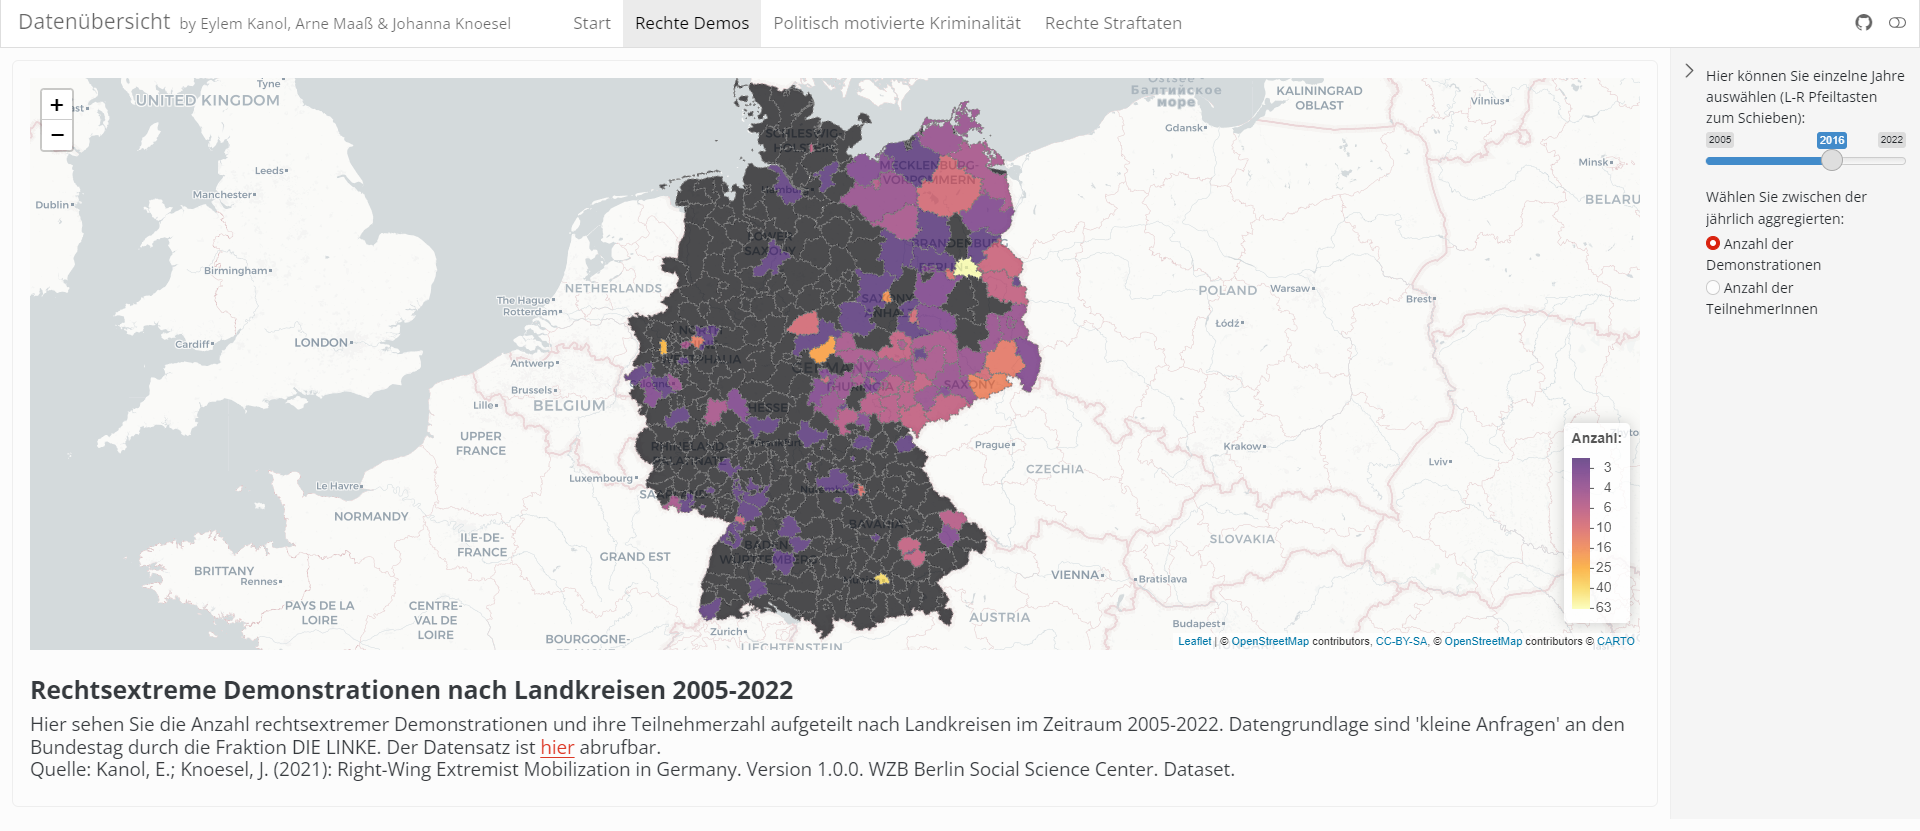 Datenübersicht by Eylem Kanol, Arne Maaß & Johanna Knoesel
Start
Rechte Demos
Politisch motivierte Kriminalität
Rechte Straftaten
+
−
UNITED KINGDOM
Tyne
Leeds
Manchester
Dublin
Birmingham
Cardiff
LONDON
The Hague
Rotterdam
NETHERLANDS
Antwerp
Brussels
BELGIUM
Lille
UPPER
FRANCE
Luxembourg
Le Havre
NORMANDY
ILE-DE-
FRANCE
GRAND EST
BRITTANY
Rennes
PAYS DE LA
LOIRE
CENTRE-
VAL DE
LOIRE
BOURGOGNE-
Zurich
LIECHTENSTEIN
SCHLESWIG-
HOLSTEIN
Hamburg
MECKLENBURG-
VORPOMMERN
LOWER
SAXONY
BRANDENBURG
BERLIN
SAXONY-
ANHALT
WESTPHALIA
Cologne
GERMANY
THURINGIA
SAXONY
HESSE
RHINELAND-
Nuremberg
BAVARIA
BADEN-
WÜRTTEMBERG
Балтийское
море
KALININGRAD
OBLAST
Vilnius
Gdansk
Minsk
BELARU
POLAND
Warsaw
Brest
Łódź
Prague
CZECHIA
Krakow
Lviv
SLOVAKIA
VIENNA
Bratislava
AUSTRIA
Budapest
Anzahl:
3
4
6
10
16
25
40
63
Leaflet | © OpenStreetMap contributors, CC-BY-SA, © OpenStreetMap contributors © CARTO
Hier können Sie einzelne Jahre
auswählen (L-R Pfeiltasten
zum Schieben):
2005 2016 2022
Wählen Sie zwischen der
jährlich aggregierten:
Anzahl der
Demonstrationen
Anzahl der
TeilnehmerInnen
Rechtsextreme Demonstrationen nach Landkreisen 2005-2022
Hier sehen Sie die Anzahl rechtsextremer Demonstrationen und ihre Teilnehmerzahl aufgeteilt nach Landkreisen im Zeitraum 2005-2022. Datengrundlage sind 'kleine Anfragen' an den
Bundestag durch die Fraktion DIE LINKE. Der Datensatz ist hier abrufbar.
Quelle: Kanol, E.; Knoesel, J. (2021): Right-Wing Extremist Mobilization in Germany. Version 1.0.0. WZB Berlin Social Science Center. Dataset.